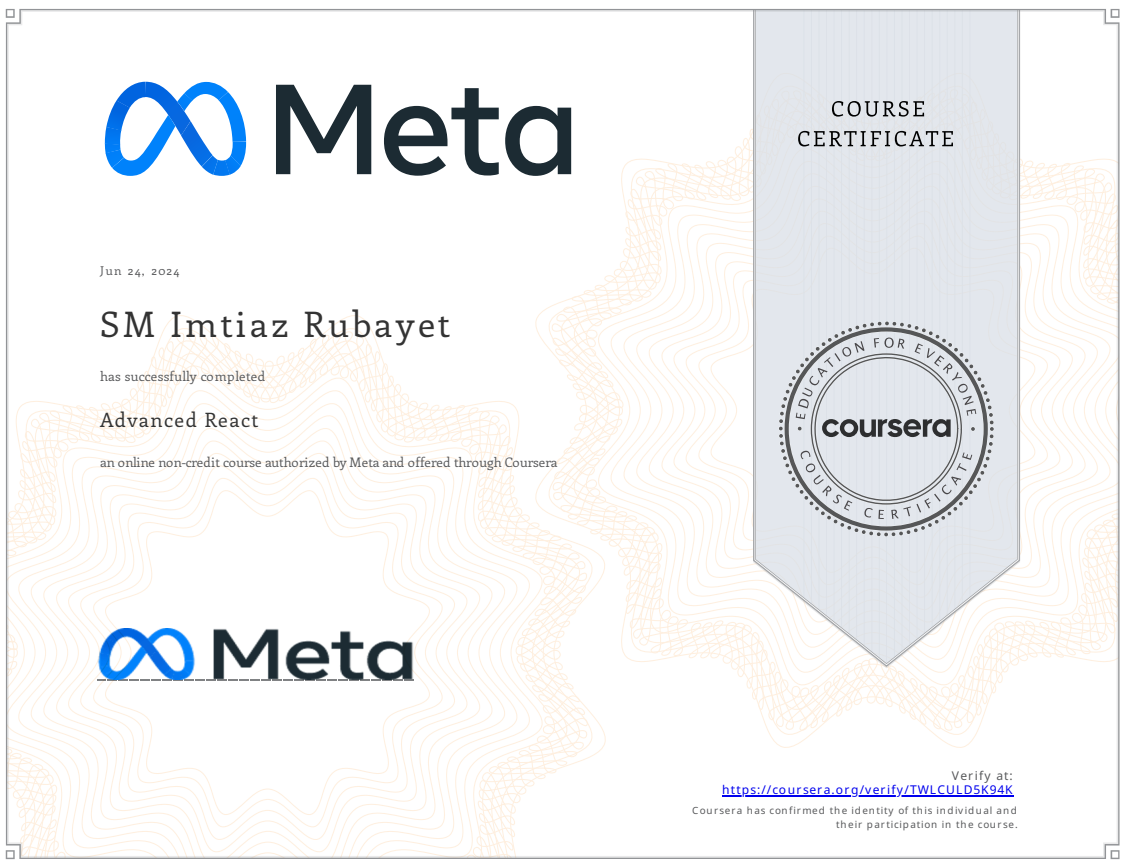 Meta
COURSE
CERTIFICATE
Jun 24, 2024
SM Imtiaz Rubayet
has successfully completed
Advanced React
an online non-credit course authorized by Meta and offered through Coursera
EDUCATION FOR EVERYONE
coursera
COURSE CERTIFICATE
Meta
Verify at:
https://coursera.org/verify/TWLCULD5K94K
Coursera has confirmed the identity of this individual and
their participation in the course.